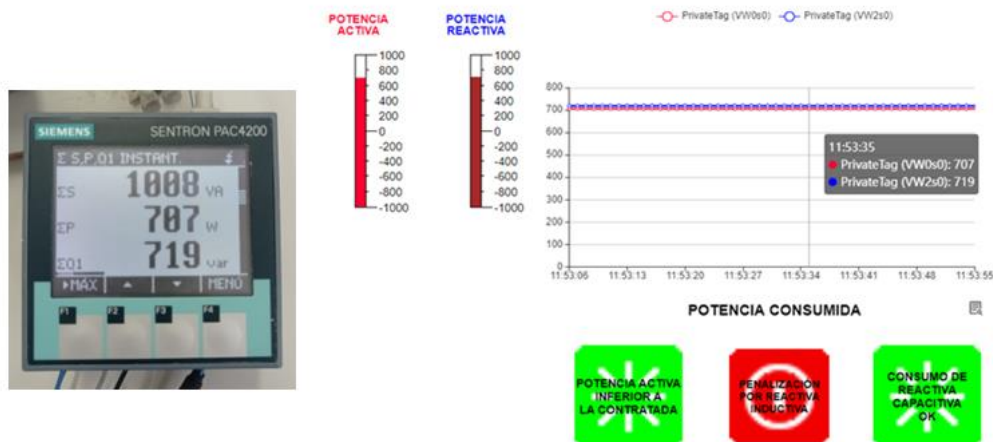 SIEMENS
SENTRON PAC4200
Σ S,P,Q1 INSTANT.
ΣS 1008 VA
ΣP 707 W
ΣQ1 719 var
▸MÁX ▲ ▼ MENÚ
F1 F2 F3 F4
POTENCIA
ACTIVA
1000
800
600
400
200
0
-200
-400
-600
-800
-1000
POTENCIA
REACTIVA
1000
800
600
400
200
0
-200
-400
-600
-800
-1000
PrivateTag (VW0s0) PrivateTag (VW2s0)
800
700
600
500
400
300
200
100
0
11:53:35
PrivateTag (VW0s0): 707
PrivateTag (VW2s0): 719
11:53:06 11:53:13 11:53:20 11:53:27 11:53:34 11:53:41 11:53:48 11:53:55
POTENCIA CONSUMIDA
POTENCIA ACTIVA
INFERIOR A
LA CONTRATADA
PENALIZACIÓN
POR REACTIVA
INDUCTIVA
CONSUMO DE
REACTIVA
CAPACITIVA
OK